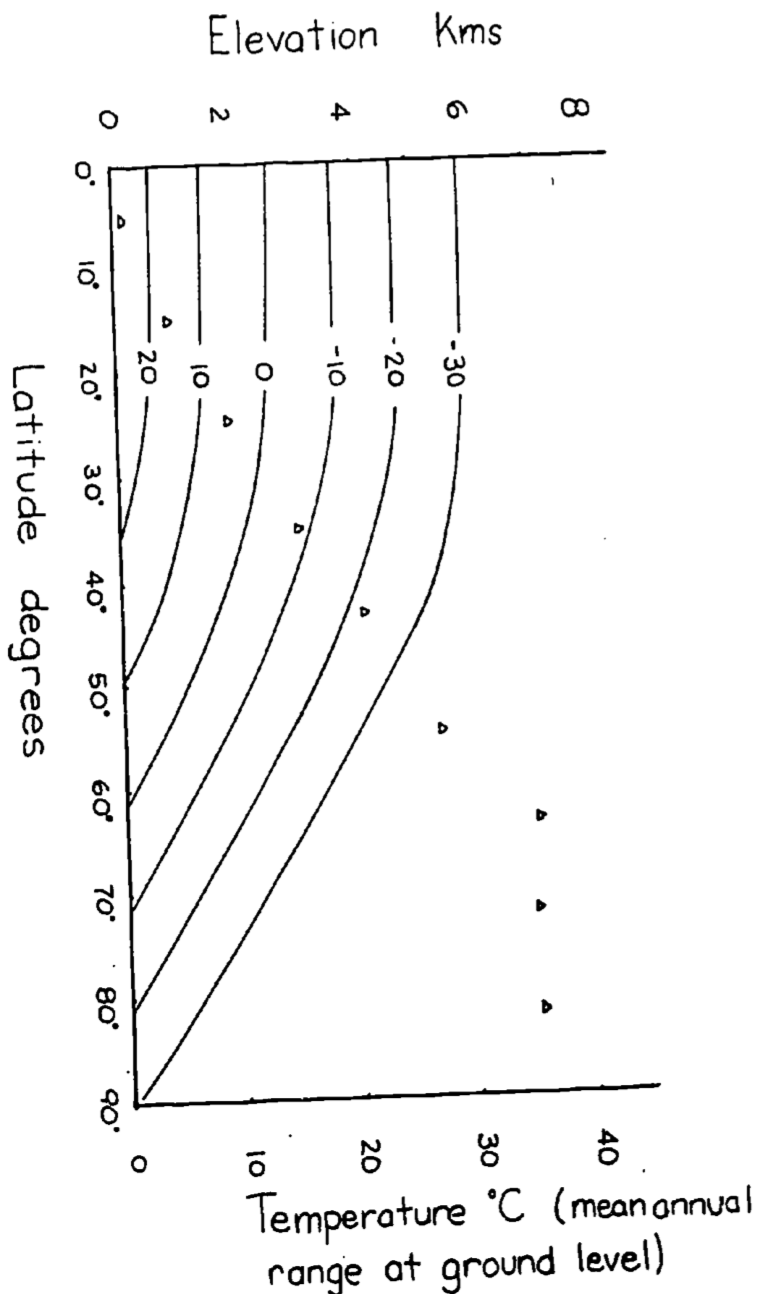 Elevation Kms
0 2 4 6 8
0°
10°
20°
30°
40°
50°
60°
70°
80°
90°
20 10 0 -10 -20 -30
Latitude degrees
0 10 20 30 40
Temperature °C (mean annual
range at ground level)